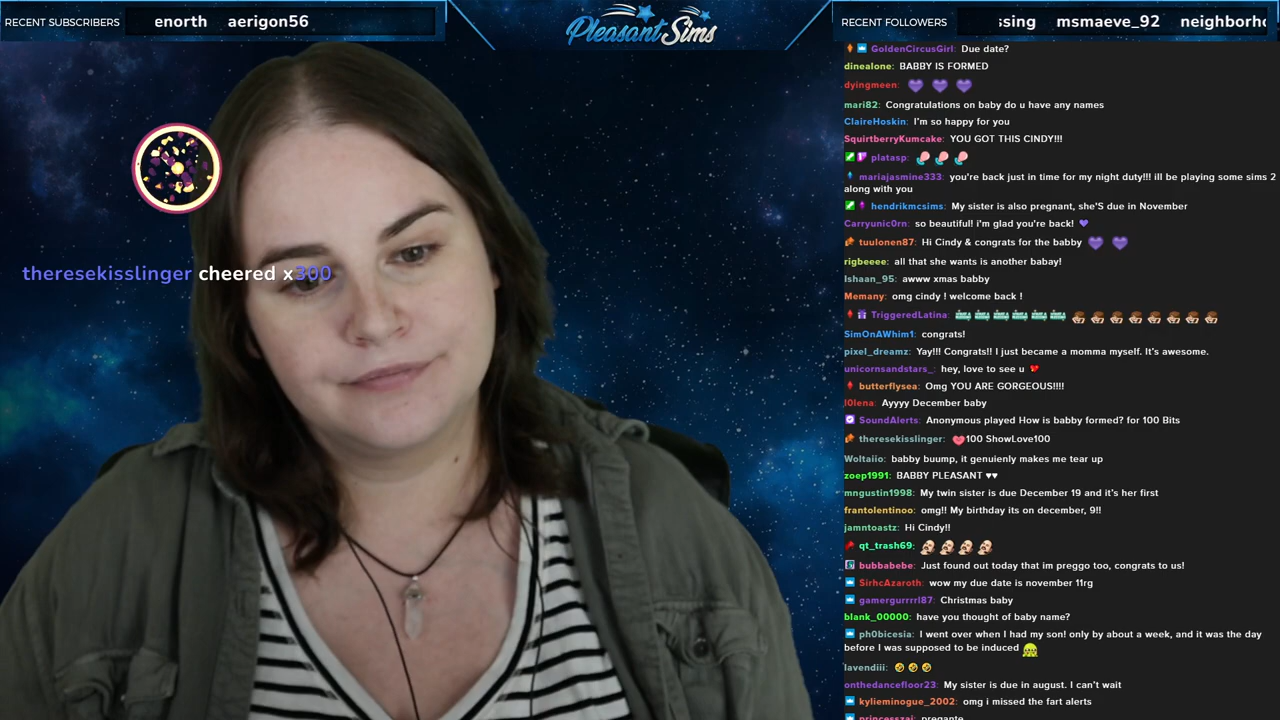 RECENT SUBSCRIBERS
enorth aerigon56
Pleasant Sims
RECENT FOLLOWERS
ssing msmaeve_92 neighborho
theresekisslinger cheered x300
GoldenCircusGirl: Due date?
dinealone: BABBY IS FORMED
dyingmeen:
mari82: Congratulations on baby do u have any names
ClaireHoskin: I'm so happy for you
SquirtberryKumcake: YOU GOT THIS CINDY!!!
platasp:
mariajasmine333: you're back just in time for my night duty!!! ill be playing some sims 2
along with you
hendrikmcsims: My sister is also pregnant, she'S due in November
Carryunic0rn: so beautiful! i'm glad you're back!
tuulonen87: Hi Cindy & congrats for the babby
rigbeeee: all that she wants is another babay!
Ishaan_95: awww xmas babby
Memany: omg cindy ! welcome back !
TriggeredLatina:
SimOnAWhim1: congrats!
pixel_dreamz: Yay!!! Congrats!! I just became a momma myself. It's awesome.
unicornsandstars_: hey, love to see u
butterflysea: Omg YOU ARE GORGEOUS!!!!
l0lena: Ayyyy December baby
SoundAlerts: Anonymous played How is babby formed? for 100 Bits
theresekisslinger: 100 ShowLove100
Woltaiio: babby buump, it genuienly makes me tear up
zoep1991: BABBY PLEASANT ♥♥
mngustin1998: My twin sister is due December 19 and it's her first
frantolentinoo: omg!! My birthday its on december, 9!!
jamntoastz: Hi Cindy!!
qt_trash69:
bubbabebe: Just found out today that im preggo too, congrats to us!
SirhcAzaroth: wow my due date is november 11rg
gamergurrrrl87: Christmas baby
blank_00000: have you thought of baby name?
ph0bicesia: I went over when I had my son! only by about a week, and it was the day
before I was supposed to be induced
lavendiii:
onthedancefloor23: My sister is due in august. I can't wait
kylieminogue_2002: omg i missed the fart alerts
princesszai: pregante